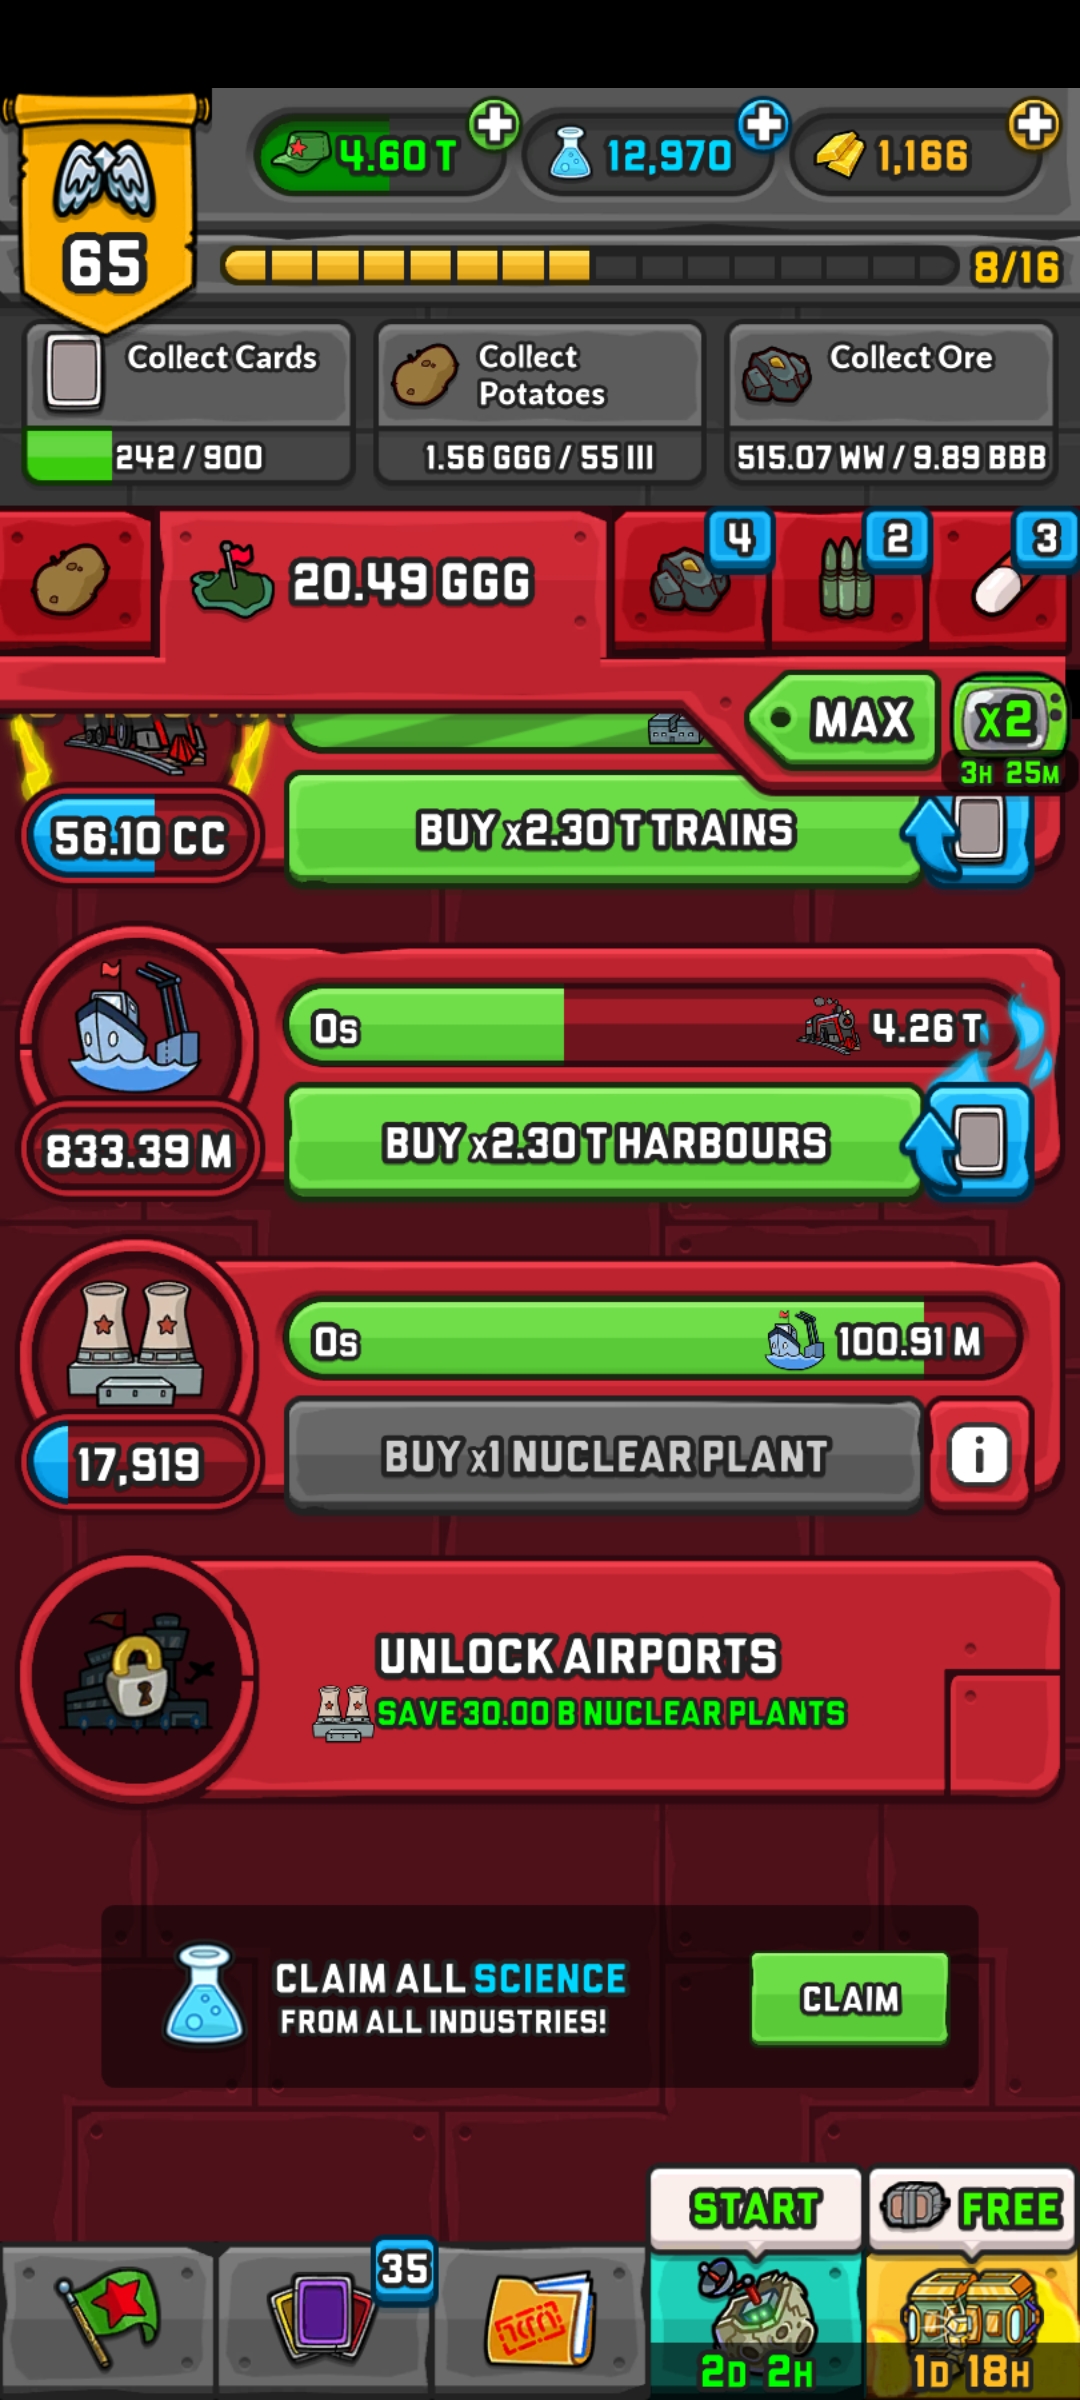 4.60 T
12,970
1,166
65
8/16
Collect Cards
242 / 900
Collect
Potatoes
1.56 GGG / 55 III
Collect Ore
515.07 WW / 9.89 BBB
20.49 GGG
4
2
3
MAX
x2
3H 25M
56.10 CC
BUY x2.30 T TRAINS
0s
4.26 T
833.39 M
BUY x2.30 T HARBOURS
0s
100.91 M
17,919
BUY x1 NUCLEAR PLANT
i
UNLOCK AIRPORTS
SAVE 30.00 B NUCLEAR PLANTS
CLAIM ALL SCIENCE
FROM ALL INDUSTRIES!
CLAIM
START
FREE
35
2D 2H
1D 18H